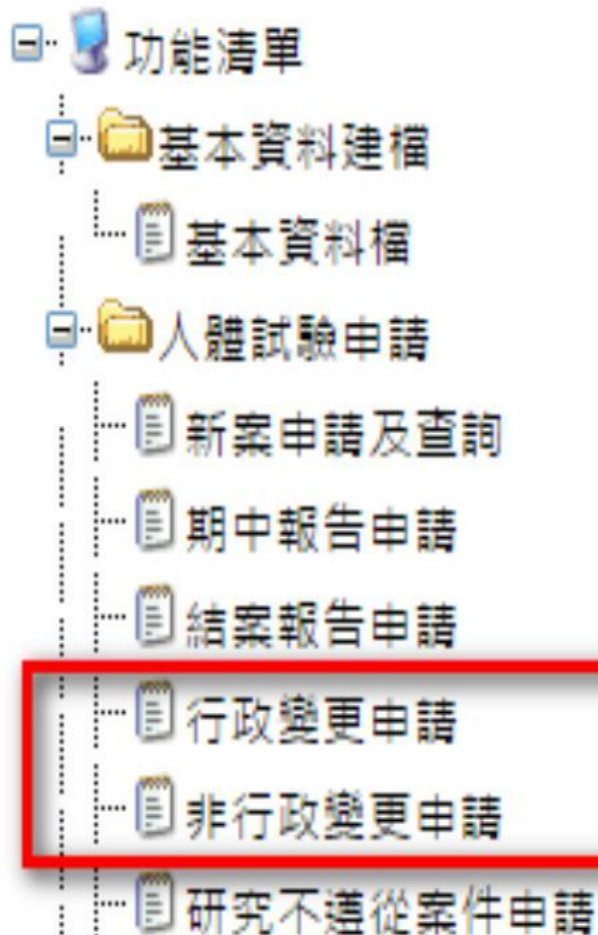 功能清單
基本資料建檔
基本資料檔
人體試驗申請
新案申請及查詢
期中報告申請
結案報告申請
行政變更申請
非行政變更申請
研究不遵從案件申請